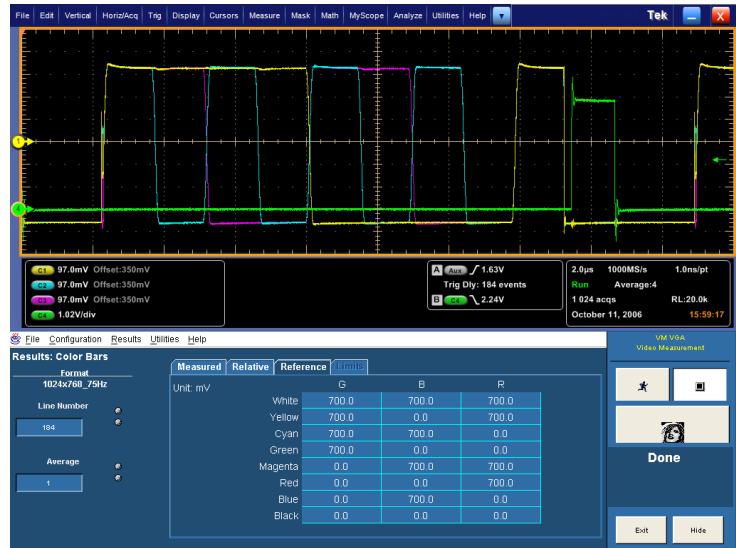 File Edit Vertical Horiz/Acq Trig Display Cursors Measure Mask Math MyScope Analyze Utilities Help Tek X
1
4
C1 97.0mV Offset:350mV
C2 97.0mV Offset:350mV
C3 97.0mV Offset:350mV
C4 1.02V/div
A Aux 1.63V
Trig Dly: 184 events
B C4 2.24V
2.0µs 1000MS/s 1.0ns/pt
Run Average:4
1 024 acqs RL:20.0k
October 11, 2006 15:59:17
File Configuration Results Utilities Help
VM VGA
Video Measurement
Results: Color Bars
Format
1024x768_75Hz
Line Number
184
Average
1
Measured Relative Reference Limits
Unit: mV
G B R
White 700.0 700.0 700.0
Yellow 700.0 0.0 700.0
Cyan 700.0 700.0 0.0
Green 700.0 0.0 0.0
Magenta 0.0 700.0 700.0
Red 0.0 0.0 700.0
Blue 0.0 700.0 0.0
Black 0.0 0.0 0.0
Done
Exit Hide